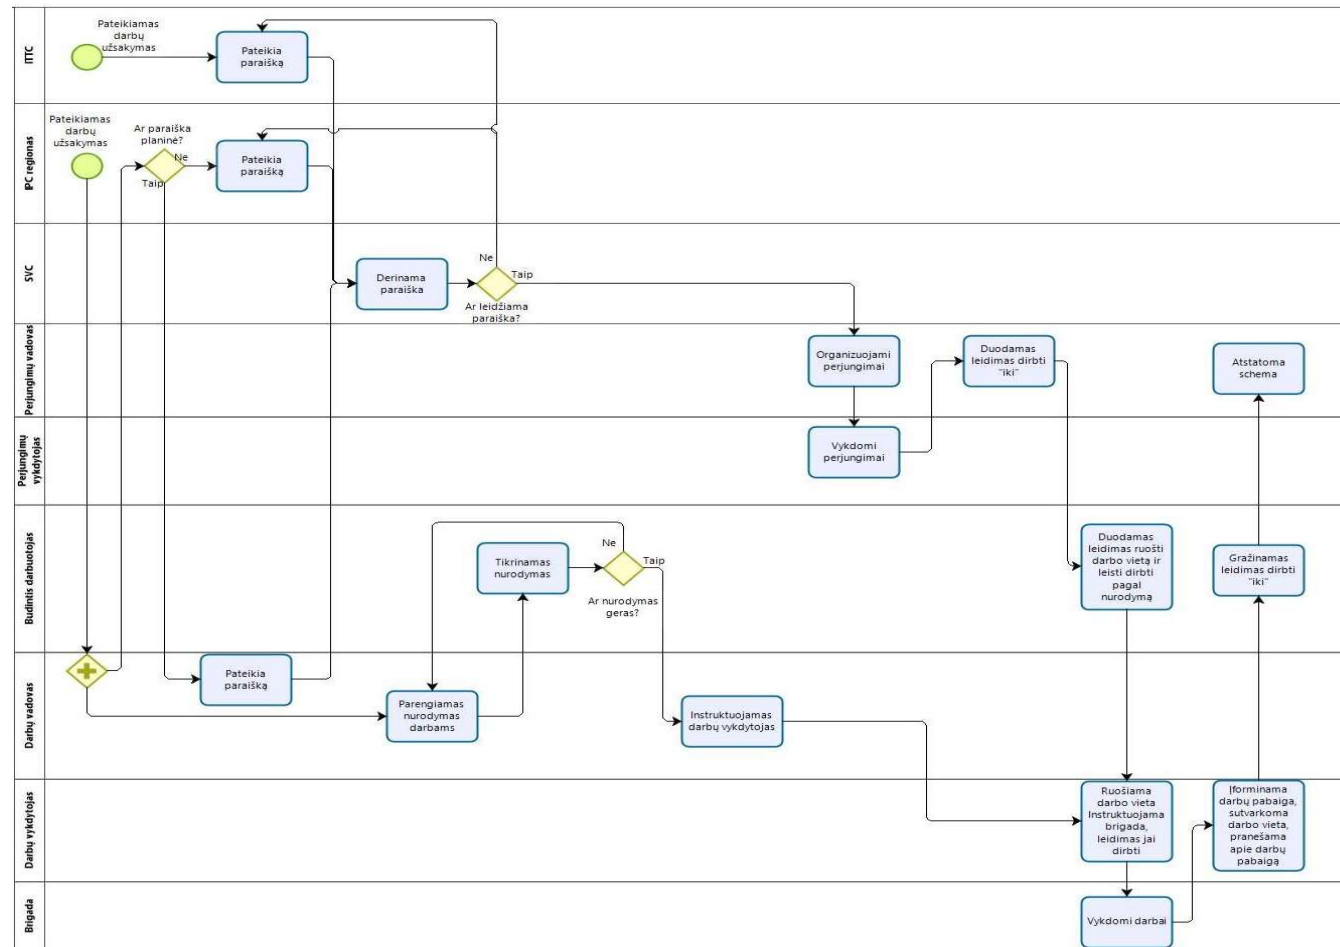 ITTC
Pateikiamas
darbų
užsakymas
Pateikia
paraišką
IPC regionas
Pateikiamas
darbų
užsakymas
Ar paraiška
planinė?
Ne
Taip
Pateikia
paraišką
SVC
Derinama
paraiška
Ne
Taip
Ar leidžiama
paraiška?
Perjungimų vadovas
Organizuojami
perjungimai
Duodamas
leidimas dirbti
"iki"
Atstatoma
schema
Perjungimų
vykdytojas
Vykdomi
perjungimai
Budintis darbuotojas
Tikrinamas
nurodymas
Ne
Taip
Ar nurodymas
geras?
Duodamas
leidimas ruošti
darbo vietą ir
leisti dirbti
pagal
nurodymą
Gražinamas
leidimas dirbti
"iki"
Darbų vadovas
Pateikia
paraišką
Parengiamas
nurodymas
darbams
Instruktuojamas
darbų vykdytojas
Darbų vykdytojas
Ruošiama
darbo vieta
Instruktuojama
brigada,
leidimas jai
dirbti
Įforminama
darbų pabaiga,
sutvarkoma
darbo vieta,
pranešama
apie darbų
pabaigą
Brigada
Vykdomi darbai